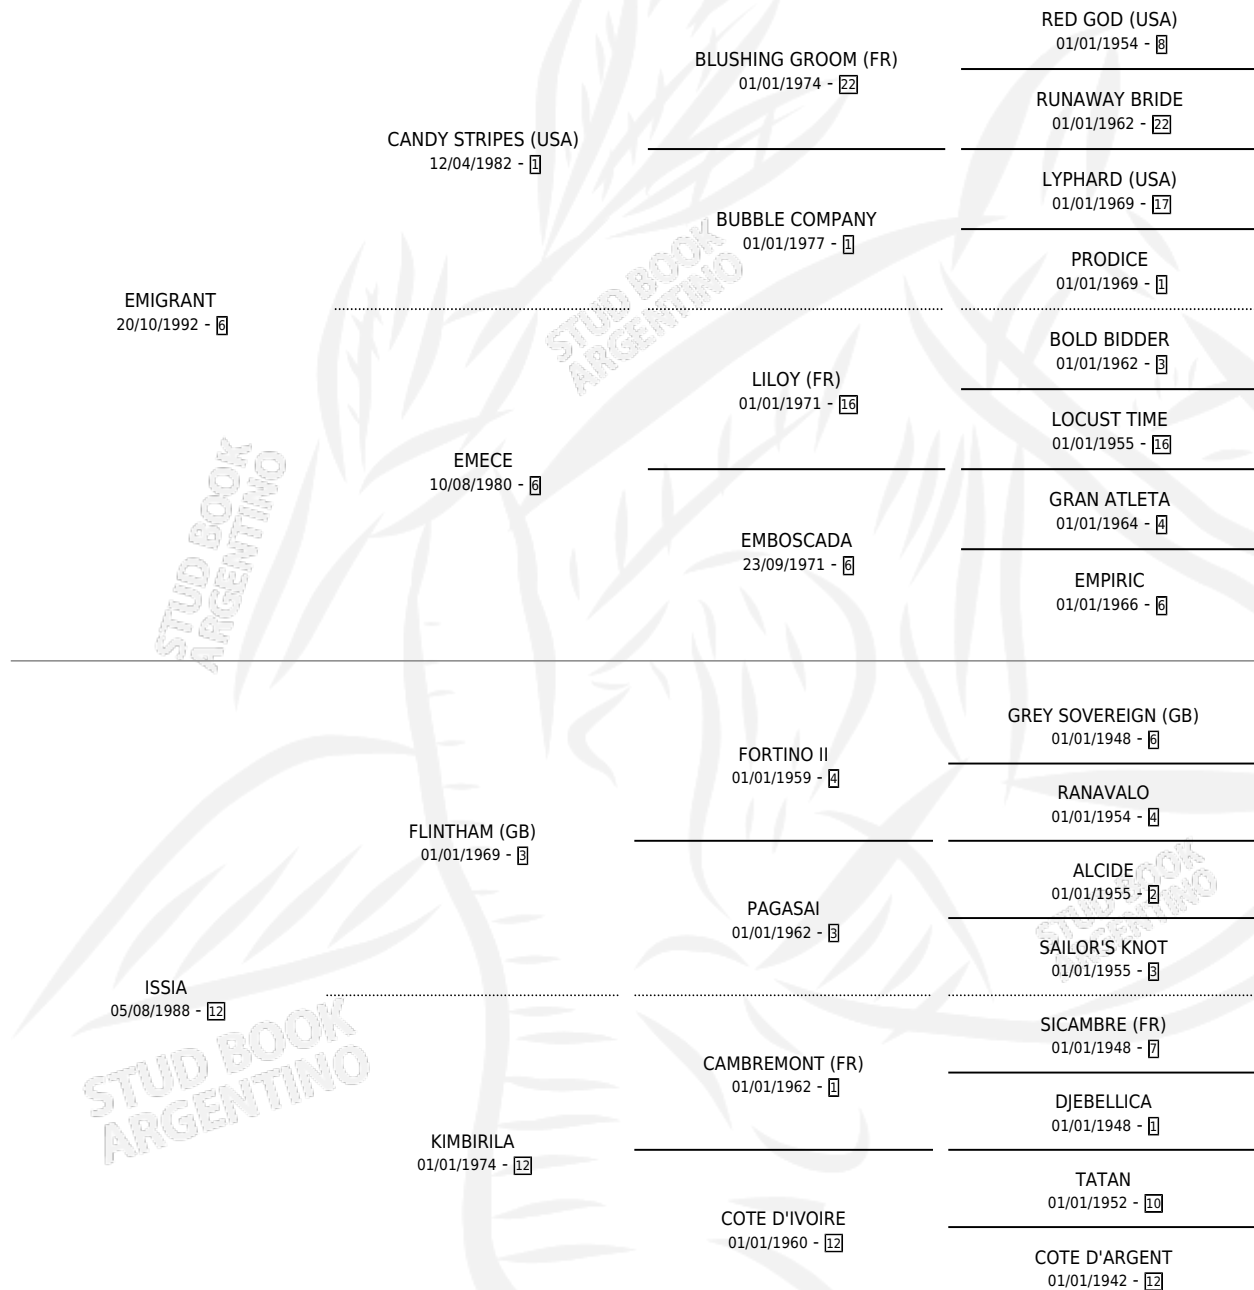 RED GOD (USA)
01/01/1954 - 8
BLUSHING GROOM (FR)
01/01/1974 - 22
RUNAWAY BRIDE
01/01/1962 - 22
CANDY STRIPES (USA)
12/04/1982 - 1
LYPHARD (USA)
01/01/1969 - 17
BUBBLE COMPANY
01/01/1977 - 1
PRODICE
01/01/1969 - 1
EMIGRANT
20/10/1992 - 6
BOLD BIDDER
01/01/1962 - 3
LILOY (FR)
01/01/1971 - 16
LOCUST TIME
01/01/1955 - 16
EMECE
10/08/1980 - 6
GRAN ATLETA
01/01/1964 - 4
EMBOSCADA
23/09/1971 - 6
EMPIRIC
01/01/1966 - 6
GREY SOVEREIGN (GB)
01/01/1948 - 6
FORTINO II
01/01/1959 - 4
RANAVALO
01/01/1954 - 4
FLINTHAM (GB)
01/01/1969 - 3
ALCIDE
01/01/1955 - 2
PAGASAI
01/01/1962 - 3
SAILOR'S KNOT
01/01/1955 - 3
ISSIA
05/08/1988 - 12
SICAMBRE (FR)
01/01/1948 - 7
CAMBREMONT (FR)
01/01/1962 - 1
DJEBELLICA
01/01/1948 - 1
KIMBIRILA
01/01/1974 - 12
TATAN
01/01/1952 - 10
COTE D'IVOIRE
01/01/1960 - 12
COTE D'ARGENT
01/01/1942 - 12
STUD BOOK
ARGENTINO
STUD BOOK
ARGENTINO
STUD BOOK
ARGENTINO
STUD BOOK
ARGENTINO